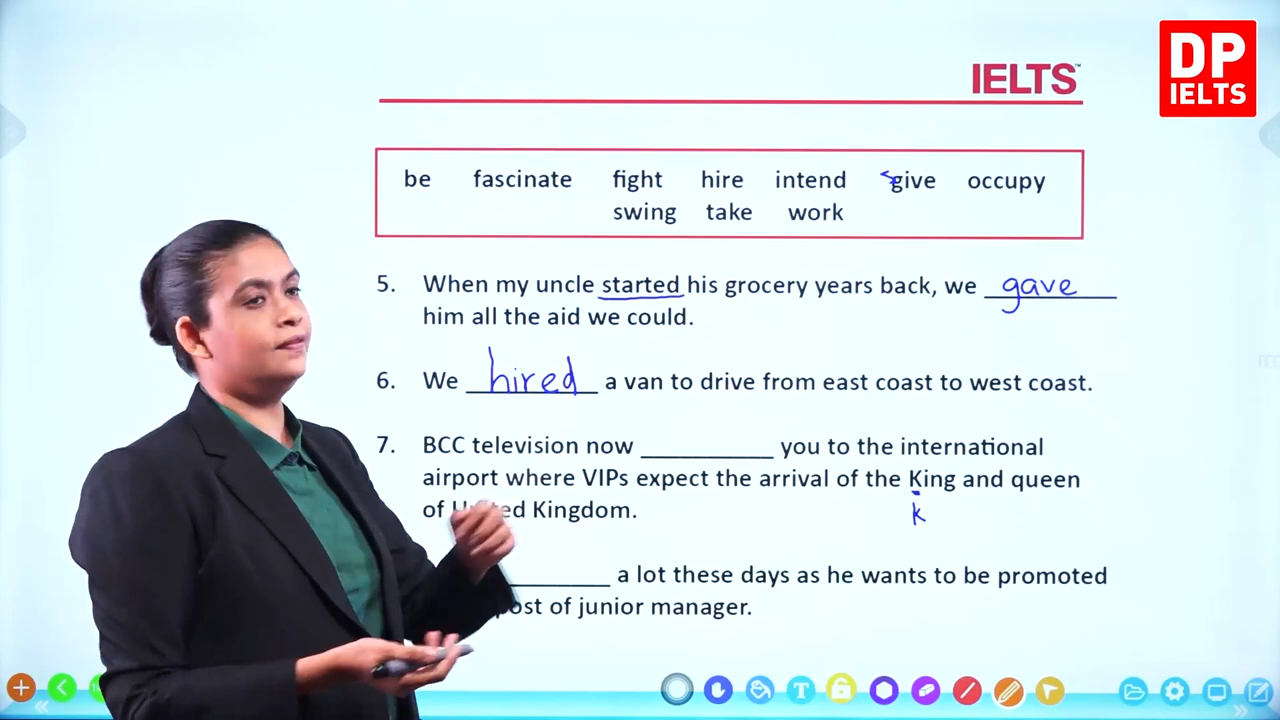 DP
IELTS
IELTS™
be fascinate fight hire intend give occupy
swing take work
5. When my uncle started his grocery years back, we gave
him all the aid we could.
6. We hired a van to drive from east coast to west coast.
7. BCC television now __________ you to the international
airport where VIPs expect the arrival of the King and queen
k
of United Kingdom.
__________ a lot these days as he wants to be promoted
post of junior manager.